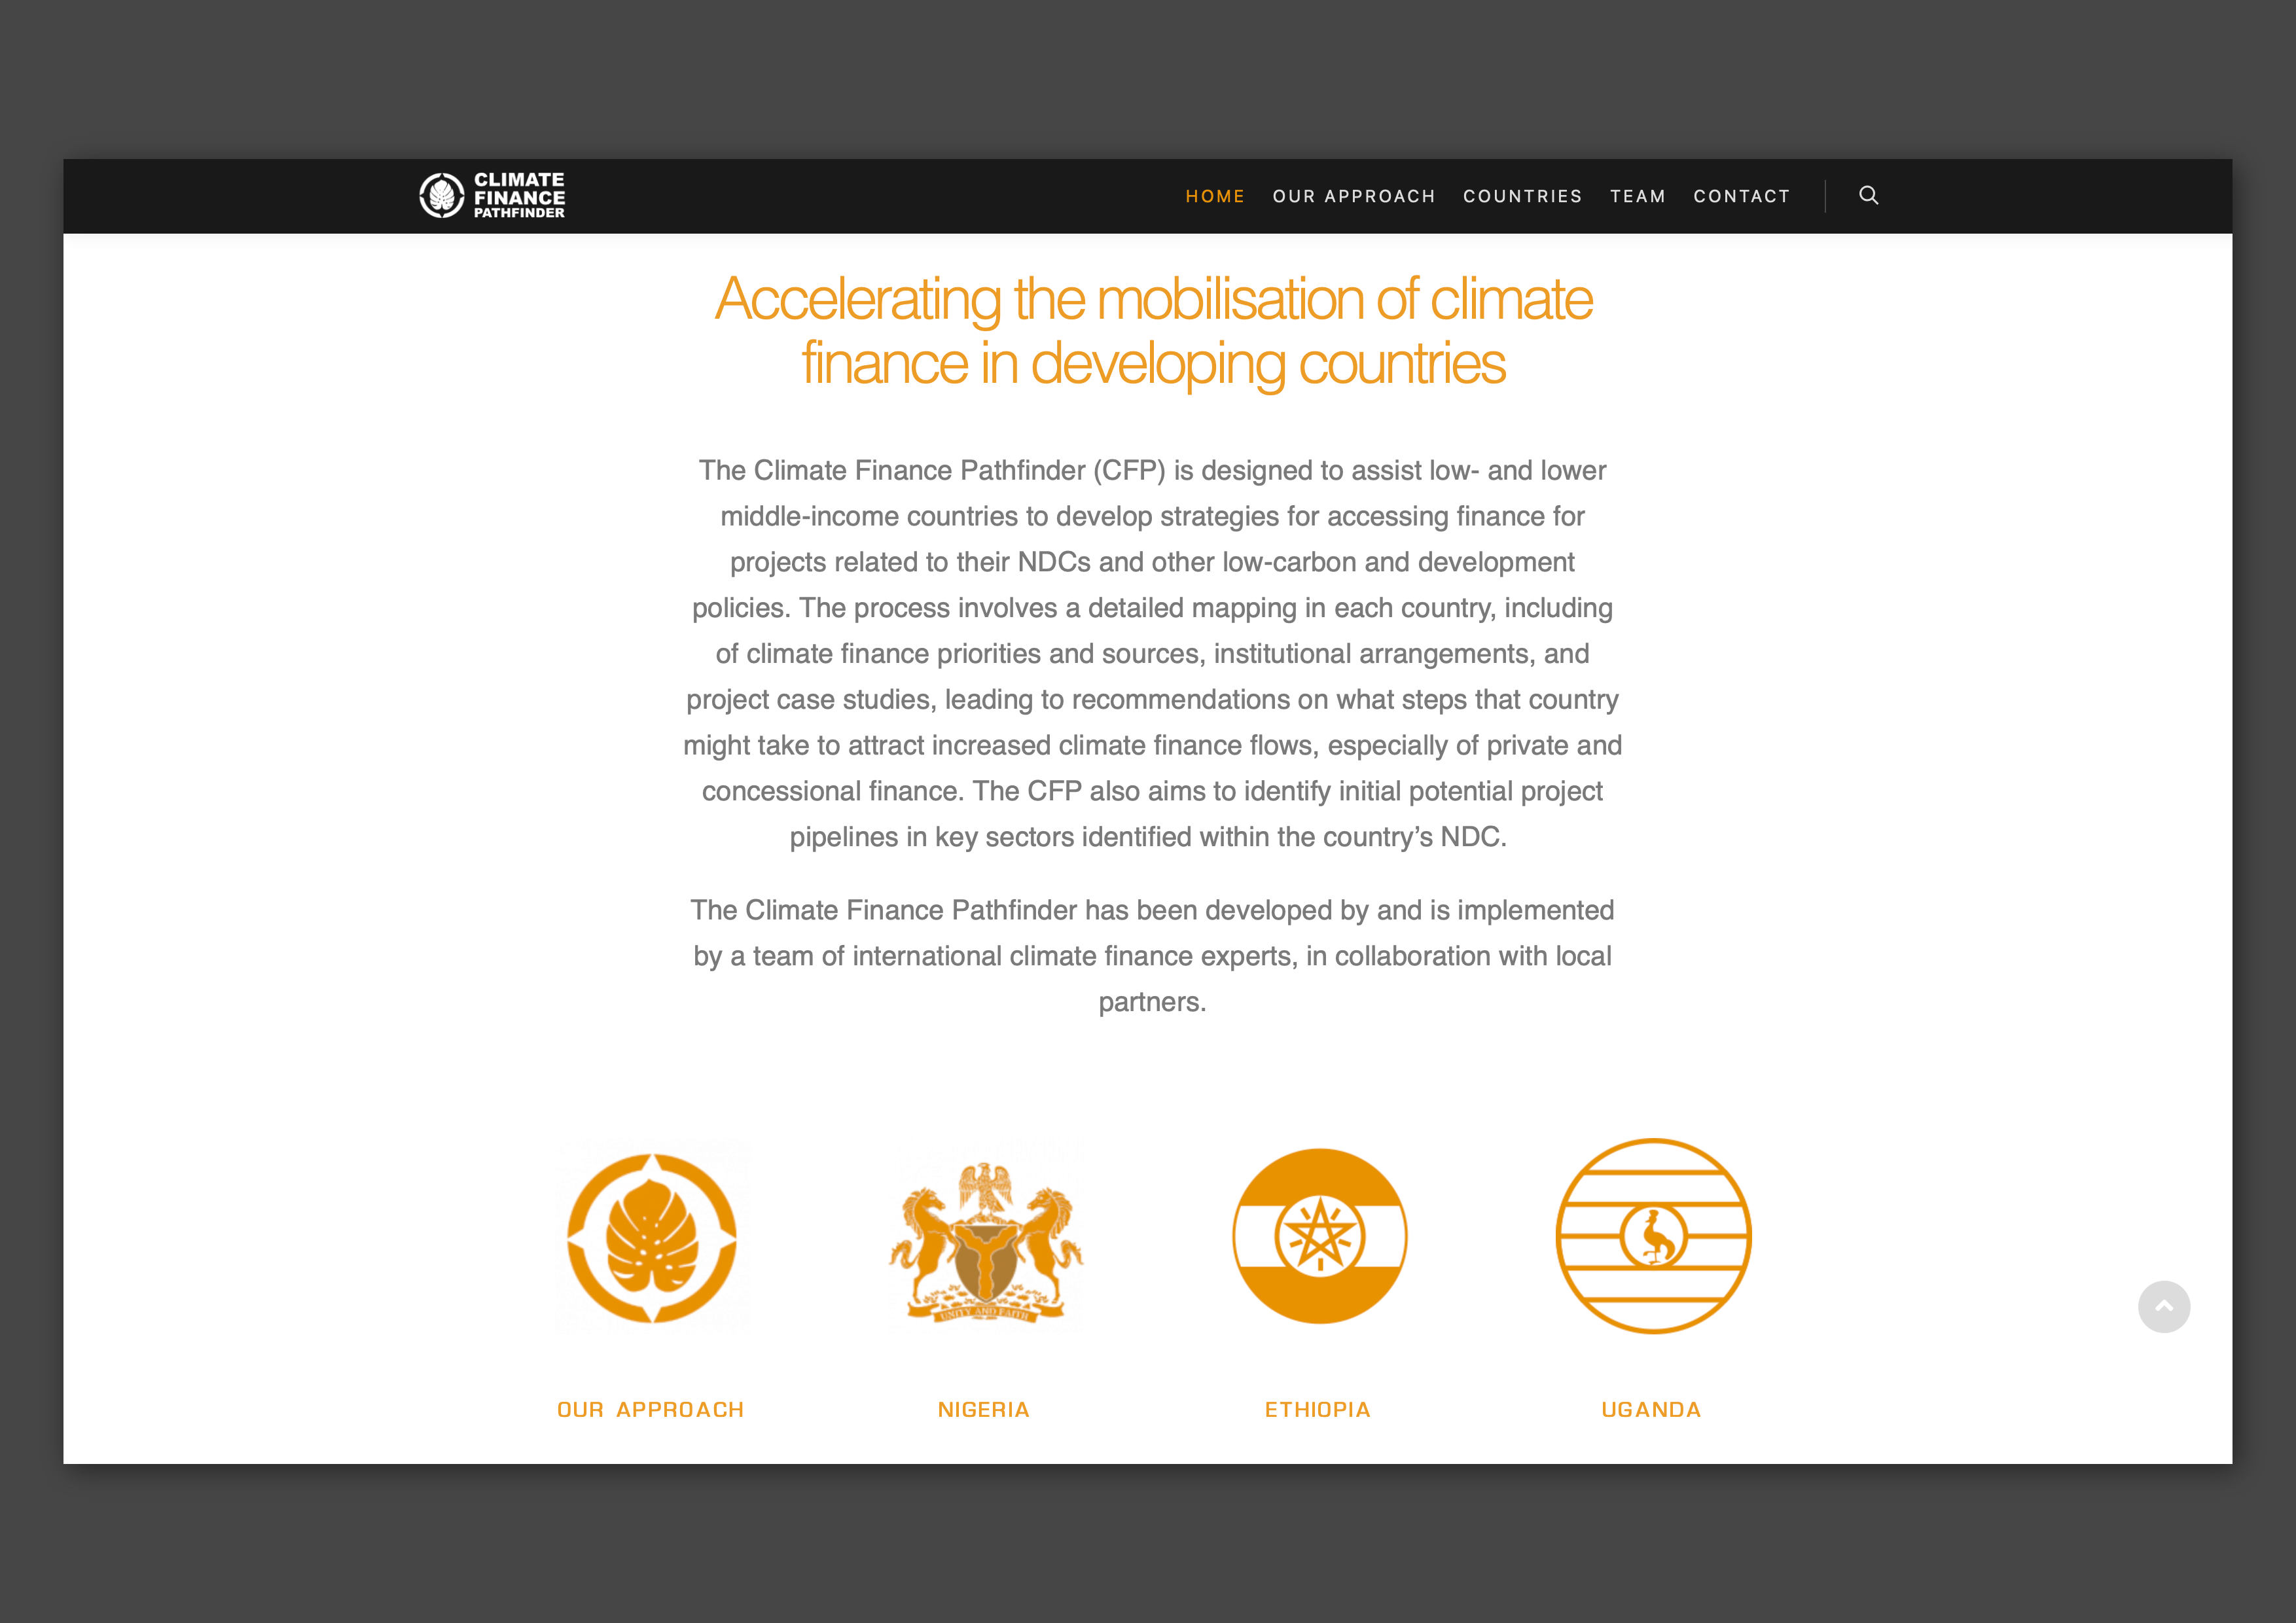 CLIMATE
FINANCE
PATHFINDER
HOME OUR APPROACH COUNTRIES TEAM CONTACT
Accelerating the mobilisation of climate
finance in developing countries
The Climate Finance Pathfinder (CFP) is designed to assist low- and lower
middle-income countries to develop strategies for accessing finance for
projects related to their NDCs and other low-carbon and development
policies. The process involves a detailed mapping in each country, including
of climate finance priorities and sources, institutional arrangements, and
project case studies, leading to recommendations on what steps that country
might take to attract increased climate finance flows, especially of private and
concessional finance. The CFP also aims to identify initial potential project
pipelines in key sectors identified within the country’s NDC.
The Climate Finance Pathfinder has been developed by and is implemented
by a team of international climate finance experts, in collaboration with local
partners.
UNITY AND FAITH
OUR APPROACH
NIGERIA
ETHIOPIA
UGANDA